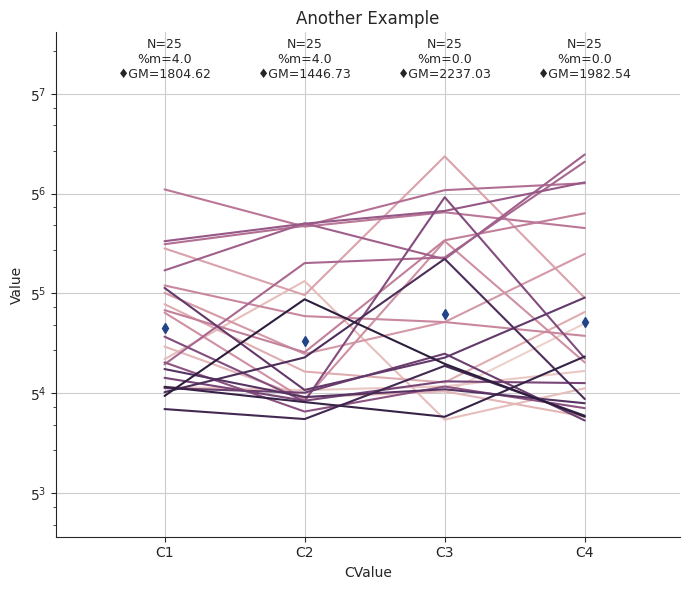 Another Example
N=25 N=25 N=25 N=25
%m=4.0 %m=4.0 %m=0.0 %m=0.0
♦GM=1804.62 ♦GM=1446.73 ♦GM=2237.03 ♦GM=1982.54
5⁷
5⁶
5⁵
5⁴
5³
Value
C1 C2 C3 C4
CValue